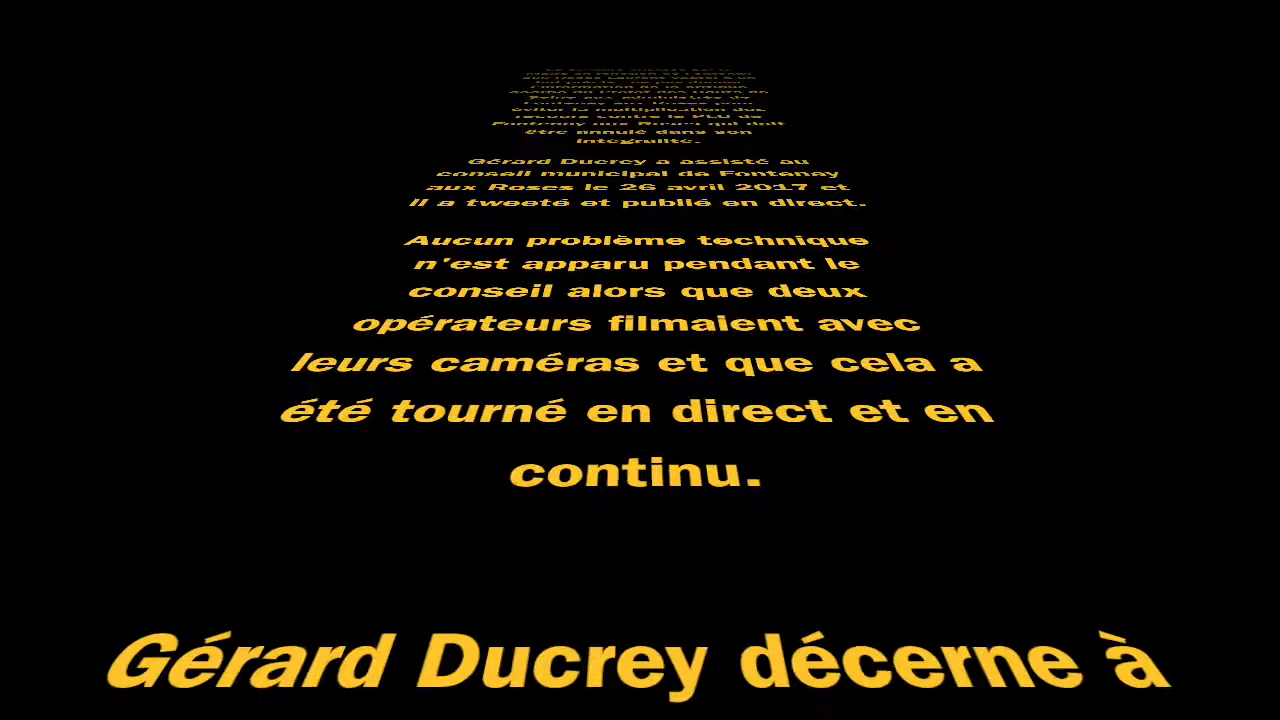 éviter la multiplication des
recours contre le PLU de
Fontenay aux Roses qui doit
être annulé dans son
intégralité.
Gérard Ducrey a assisté au
conseil municipal de Fontenay
aux Roses le 26 avril 2017 et
il a tweeté et publié en direct.
Aucun problème technique
n'est apparu pendant le
conseil alors que deux
opérateurs filmaient avec
leurs caméras et que cela a
été tourné en direct et en
continu.
Gérard Ducrey décerne à